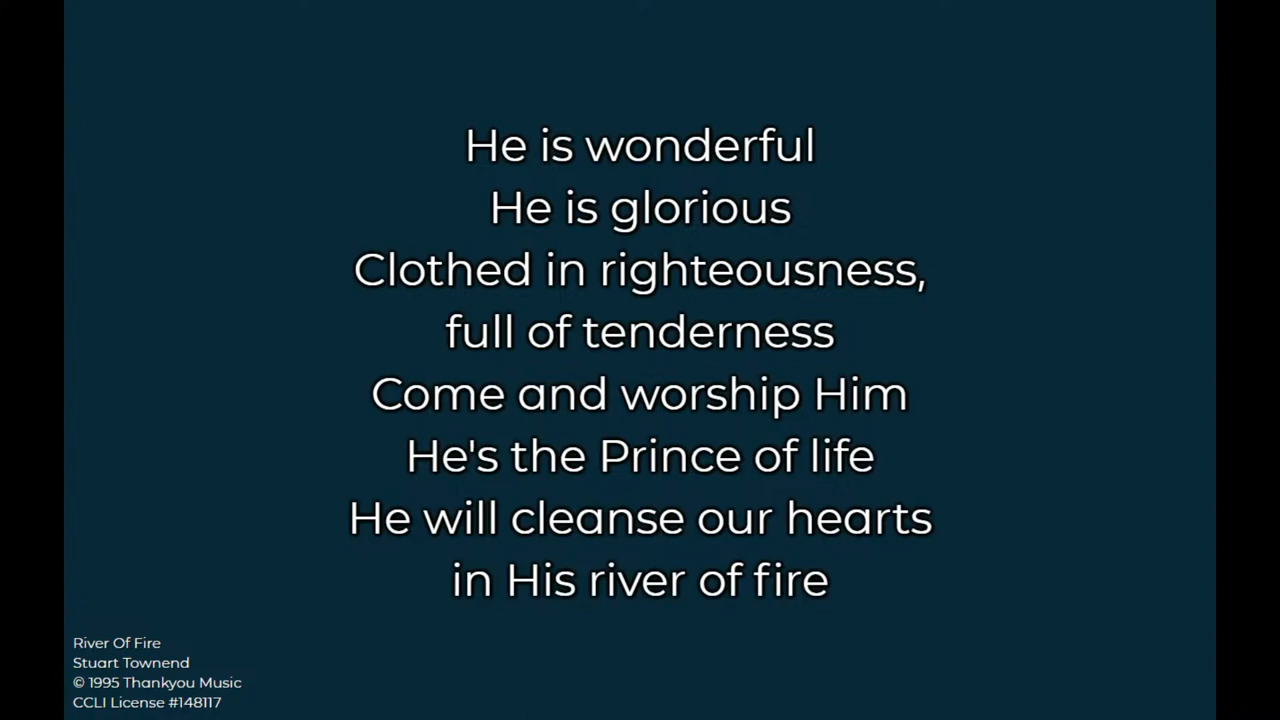 He is wonderful
He is glorious
Clothed in righteousness,
full of tenderness
Come and worship Him
He's the Prince of life
He will cleanse our hearts
in His river of fire
River Of Fire
Stuart Townend
© 1995 Thankyou Music
CCLI License #148117